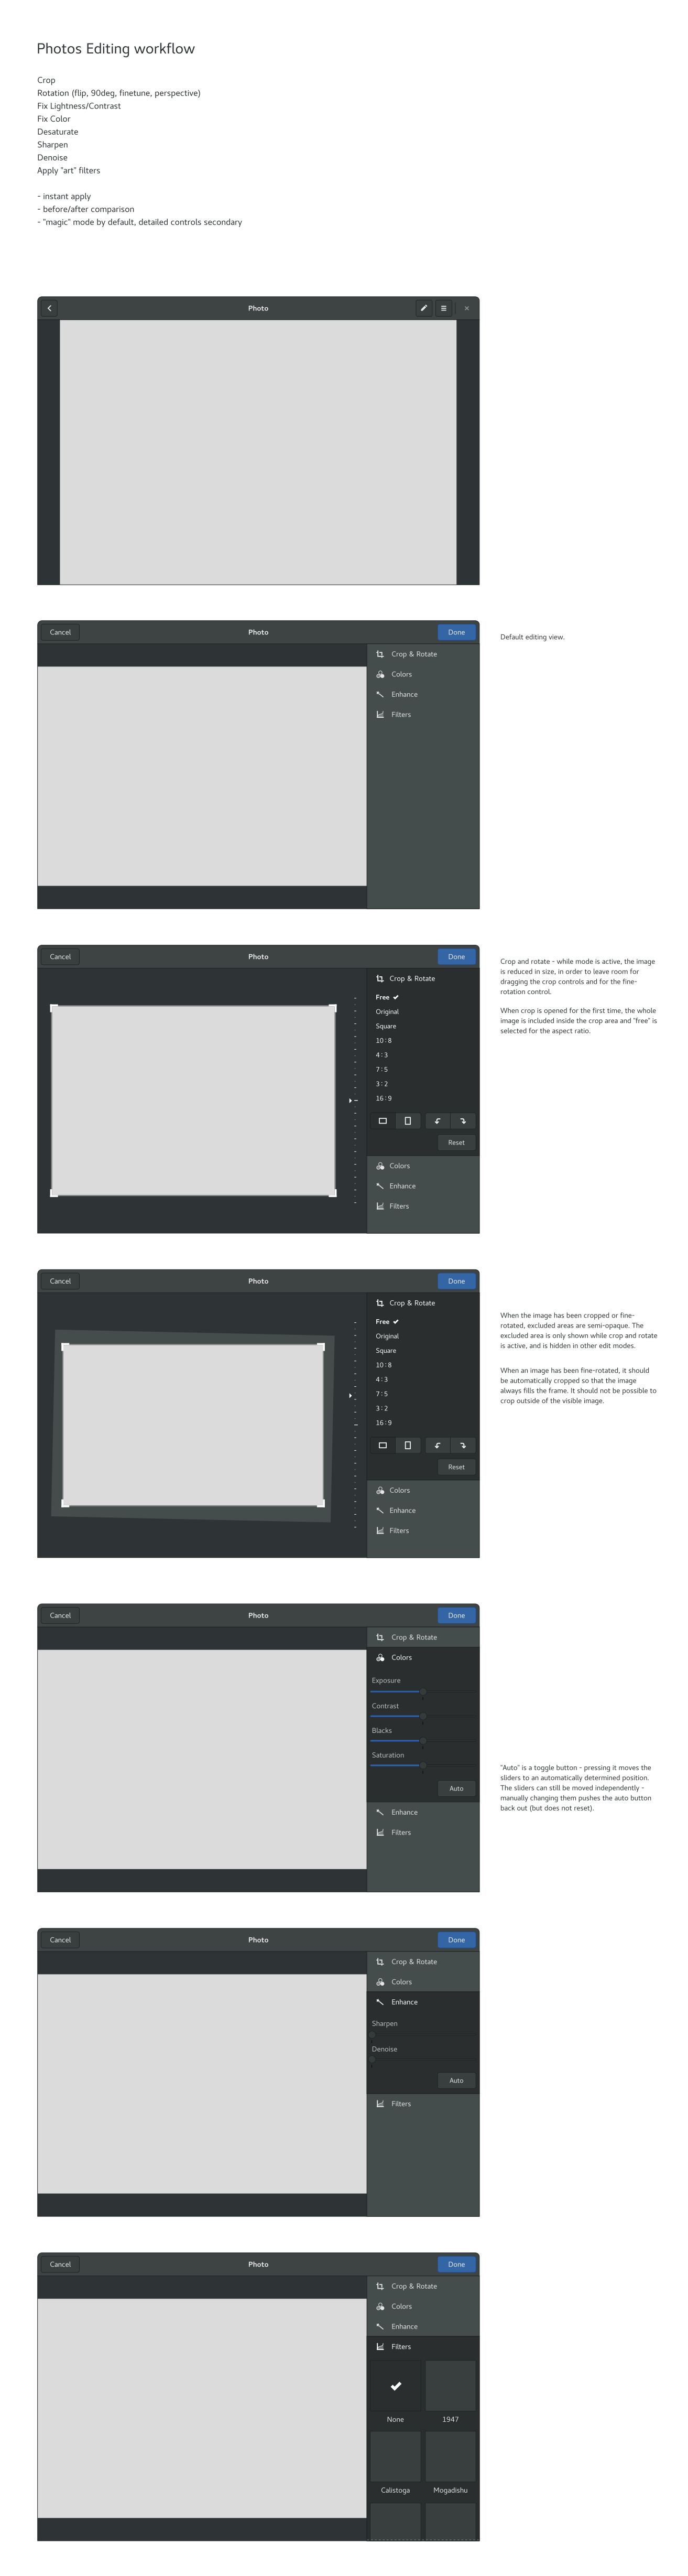 Photos Editing workflow
Crop
Rotation (flip, 90deg, finetune, perspective)
Fix Lightness/Contrast
Fix Color
Desaturate
Sharpen
Denoise
Apply "art" filters
- instant apply
- before/after comparison
- "magic" mode by default, detailed controls secondary
Photo
Cancel
Photo
Done
Crop & Rotate
Colors
Enhance
Filters
Default editing view.
Cancel
Photo
Done
Crop & Rotate
Free
Original
Square
10 : 8
4 : 3
7 : 5
3 : 2
16 : 9
Reset
Colors
Enhance
Filters
Crop and rotate - while mode is active, the image
is reduced in size, in order to leave room for
dragging the crop controls and for the fine-
rotation control.
When crop is opened for the first time, the whole
image is included inside the crop area and "free" is
selected for the aspect ratio.
Cancel
Photo
Done
Crop & Rotate
Free
Original
Square
10 : 8
4 : 3
7 : 5
3 : 2
16 : 9
Reset
Colors
Enhance
Filters
When the image has been cropped or fine-
rotated, excluded areas are semi-opaque. The
excluded area is only shown while crop and rotate
is active, and is hidden in other edit modes.
When an image has been fine-rotated, it should
be automatically cropped so that the image
always fills the frame. It should not be possible to
crop outside of the visible image.
Cancel
Photo
Done
Crop & Rotate
Colors
Exposure
Contrast
Blacks
Saturation
Auto
Enhance
Filters
"Auto" is a toggle button - pressing it moves the
sliders to an automatically determined position.
The sliders can still be moved independently -
manually changing them pushes the auto button
back out (but does not reset).
Cancel
Photo
Done
Crop & Rotate
Colors
Enhance
Sharpen
Denoise
Auto
Filters
Cancel
Photo
Done
Crop & Rotate
Colors
Enhance
Filters
None
1947
Calistoga
Mogadishu